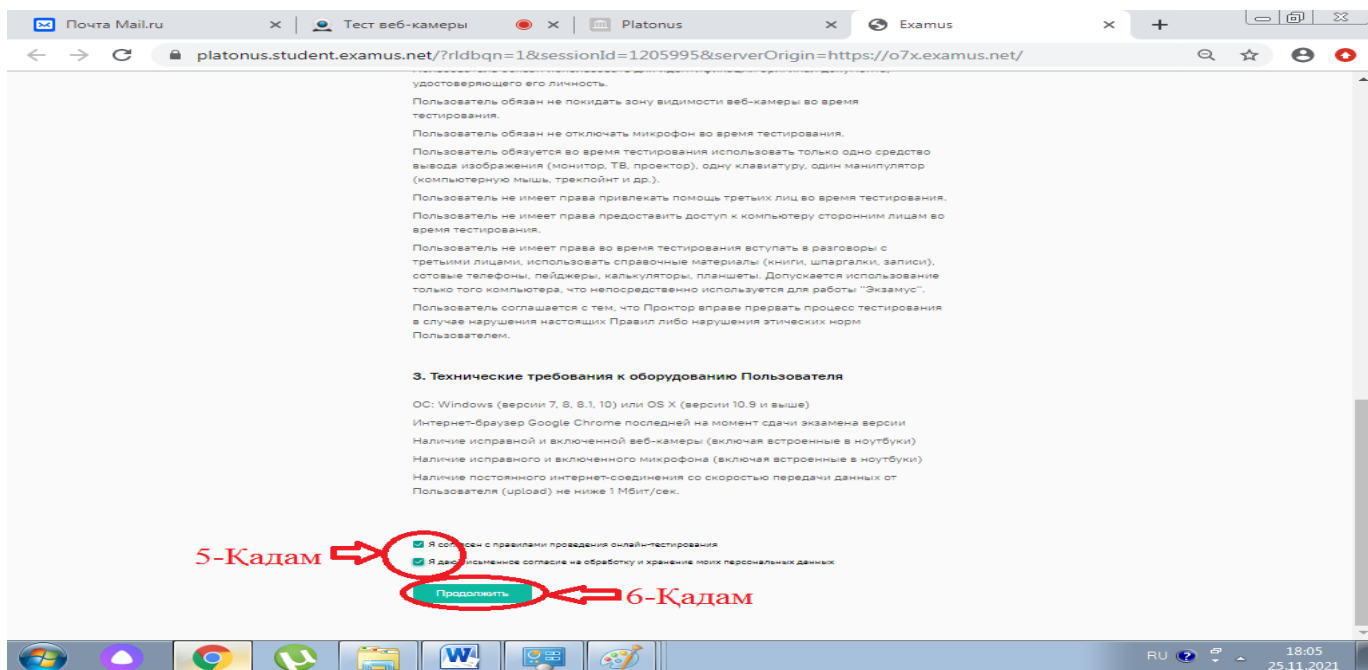 Почта Mail.ru
Тест веб-камеры
Platonus
Examus
platonus.student.examus.net/?rldbqn=1&sessionId=1205995&serverOrigin=https://o7x.examus.net/
удостоверяющего его личность.
Пользователь обязан не покидать зону видимости веб-камеры во время
тестирования.
Пользователь обязан не отключать микрофон во время тестирования.
Пользователь обязуется во время тестирования использовать только одно средство
вывода изображения (монитор, ТВ, проектор), одну клавиатуру, один манипулятор
(компьютерную мышь, трекпойнт и др.).
Пользователь не имеет права привлекать помощь третьих лиц во время тестирования.
Пользователь не имеет права предоставить доступ к компьютеру сторонним лицам во
время тестирования.
Пользователь не имеет права во время тестирования вступать в разговоры с
третьими лицами, использовать справочные материалы (книги, шпаргалки, записи),
сотовые телефоны, пейджеры, калькуляторы, планшеты. Допускается использование
только того компьютера, что непосредственно используется для работы "Экзамус".
Пользователь соглашается с тем, что Проктор вправе прервать процесс тестирования
в случае нарушения настоящих Правил либо нарушения этических норм
Пользователем.
3. Технические требования к оборудованию Пользователя
ОС: Windows (версии 7, 8, 8.1, 10) или OS X (версии 10.9 и выше)
Интернет-браузер Google Chrome последней на момент сдачи экзамена версии
Наличие исправной и включенной веб-камеры (включая встроенные в ноутбуки)
Наличие исправного и включенного микрофона (включая встроенные в ноутбуки)
Наличие постоянного интернет-соединения со скоростью передачи данных от
Пользователя (upload) не ниже 1 Мбит/сек.
Я согласен с правилами проведения онлайн-тестирования
5-Қадам
Я даю письменное согласие на обработку и хранение моих персональных данных
Продолжить
6-Қадам
RU
18:05
25.11.2021